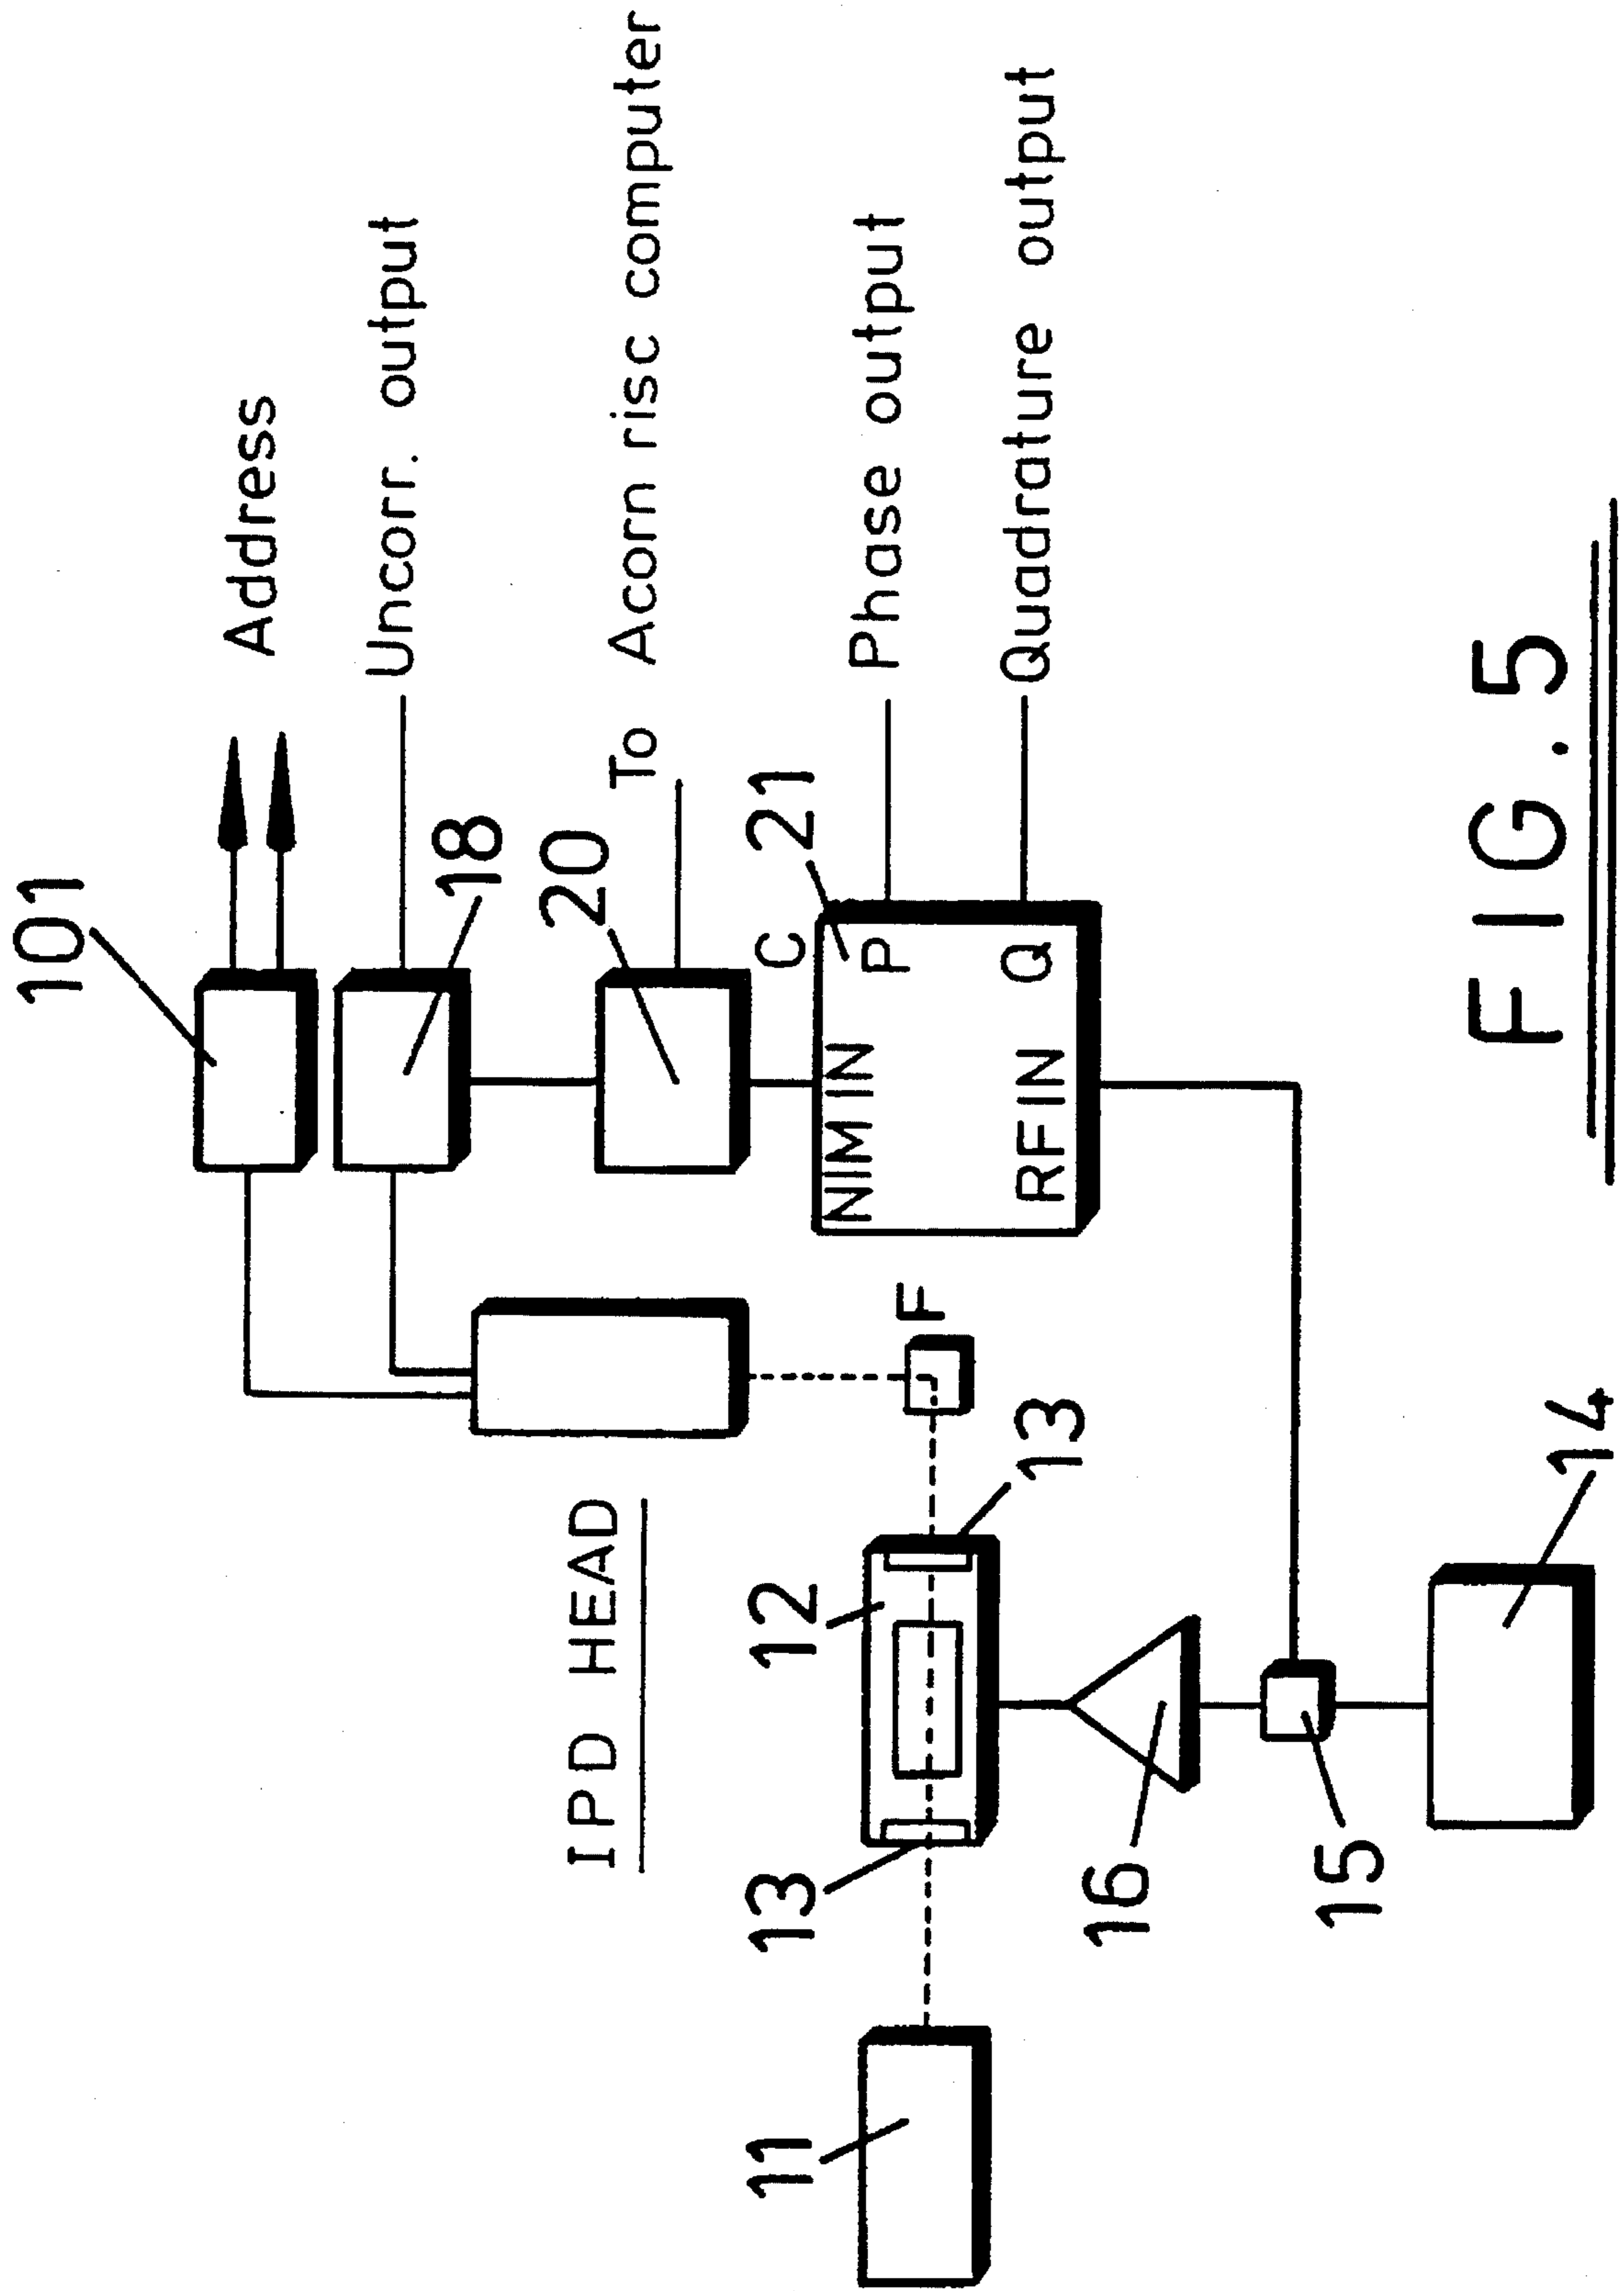 101
Address
Uncorr. output
18
To Acorn risc computer
20
C
21
NIM IN
P
Phase output
RF IN
Q
Quadrature output
IPD HEAD
F
11
13
12
13
16
15
14
FIG.5